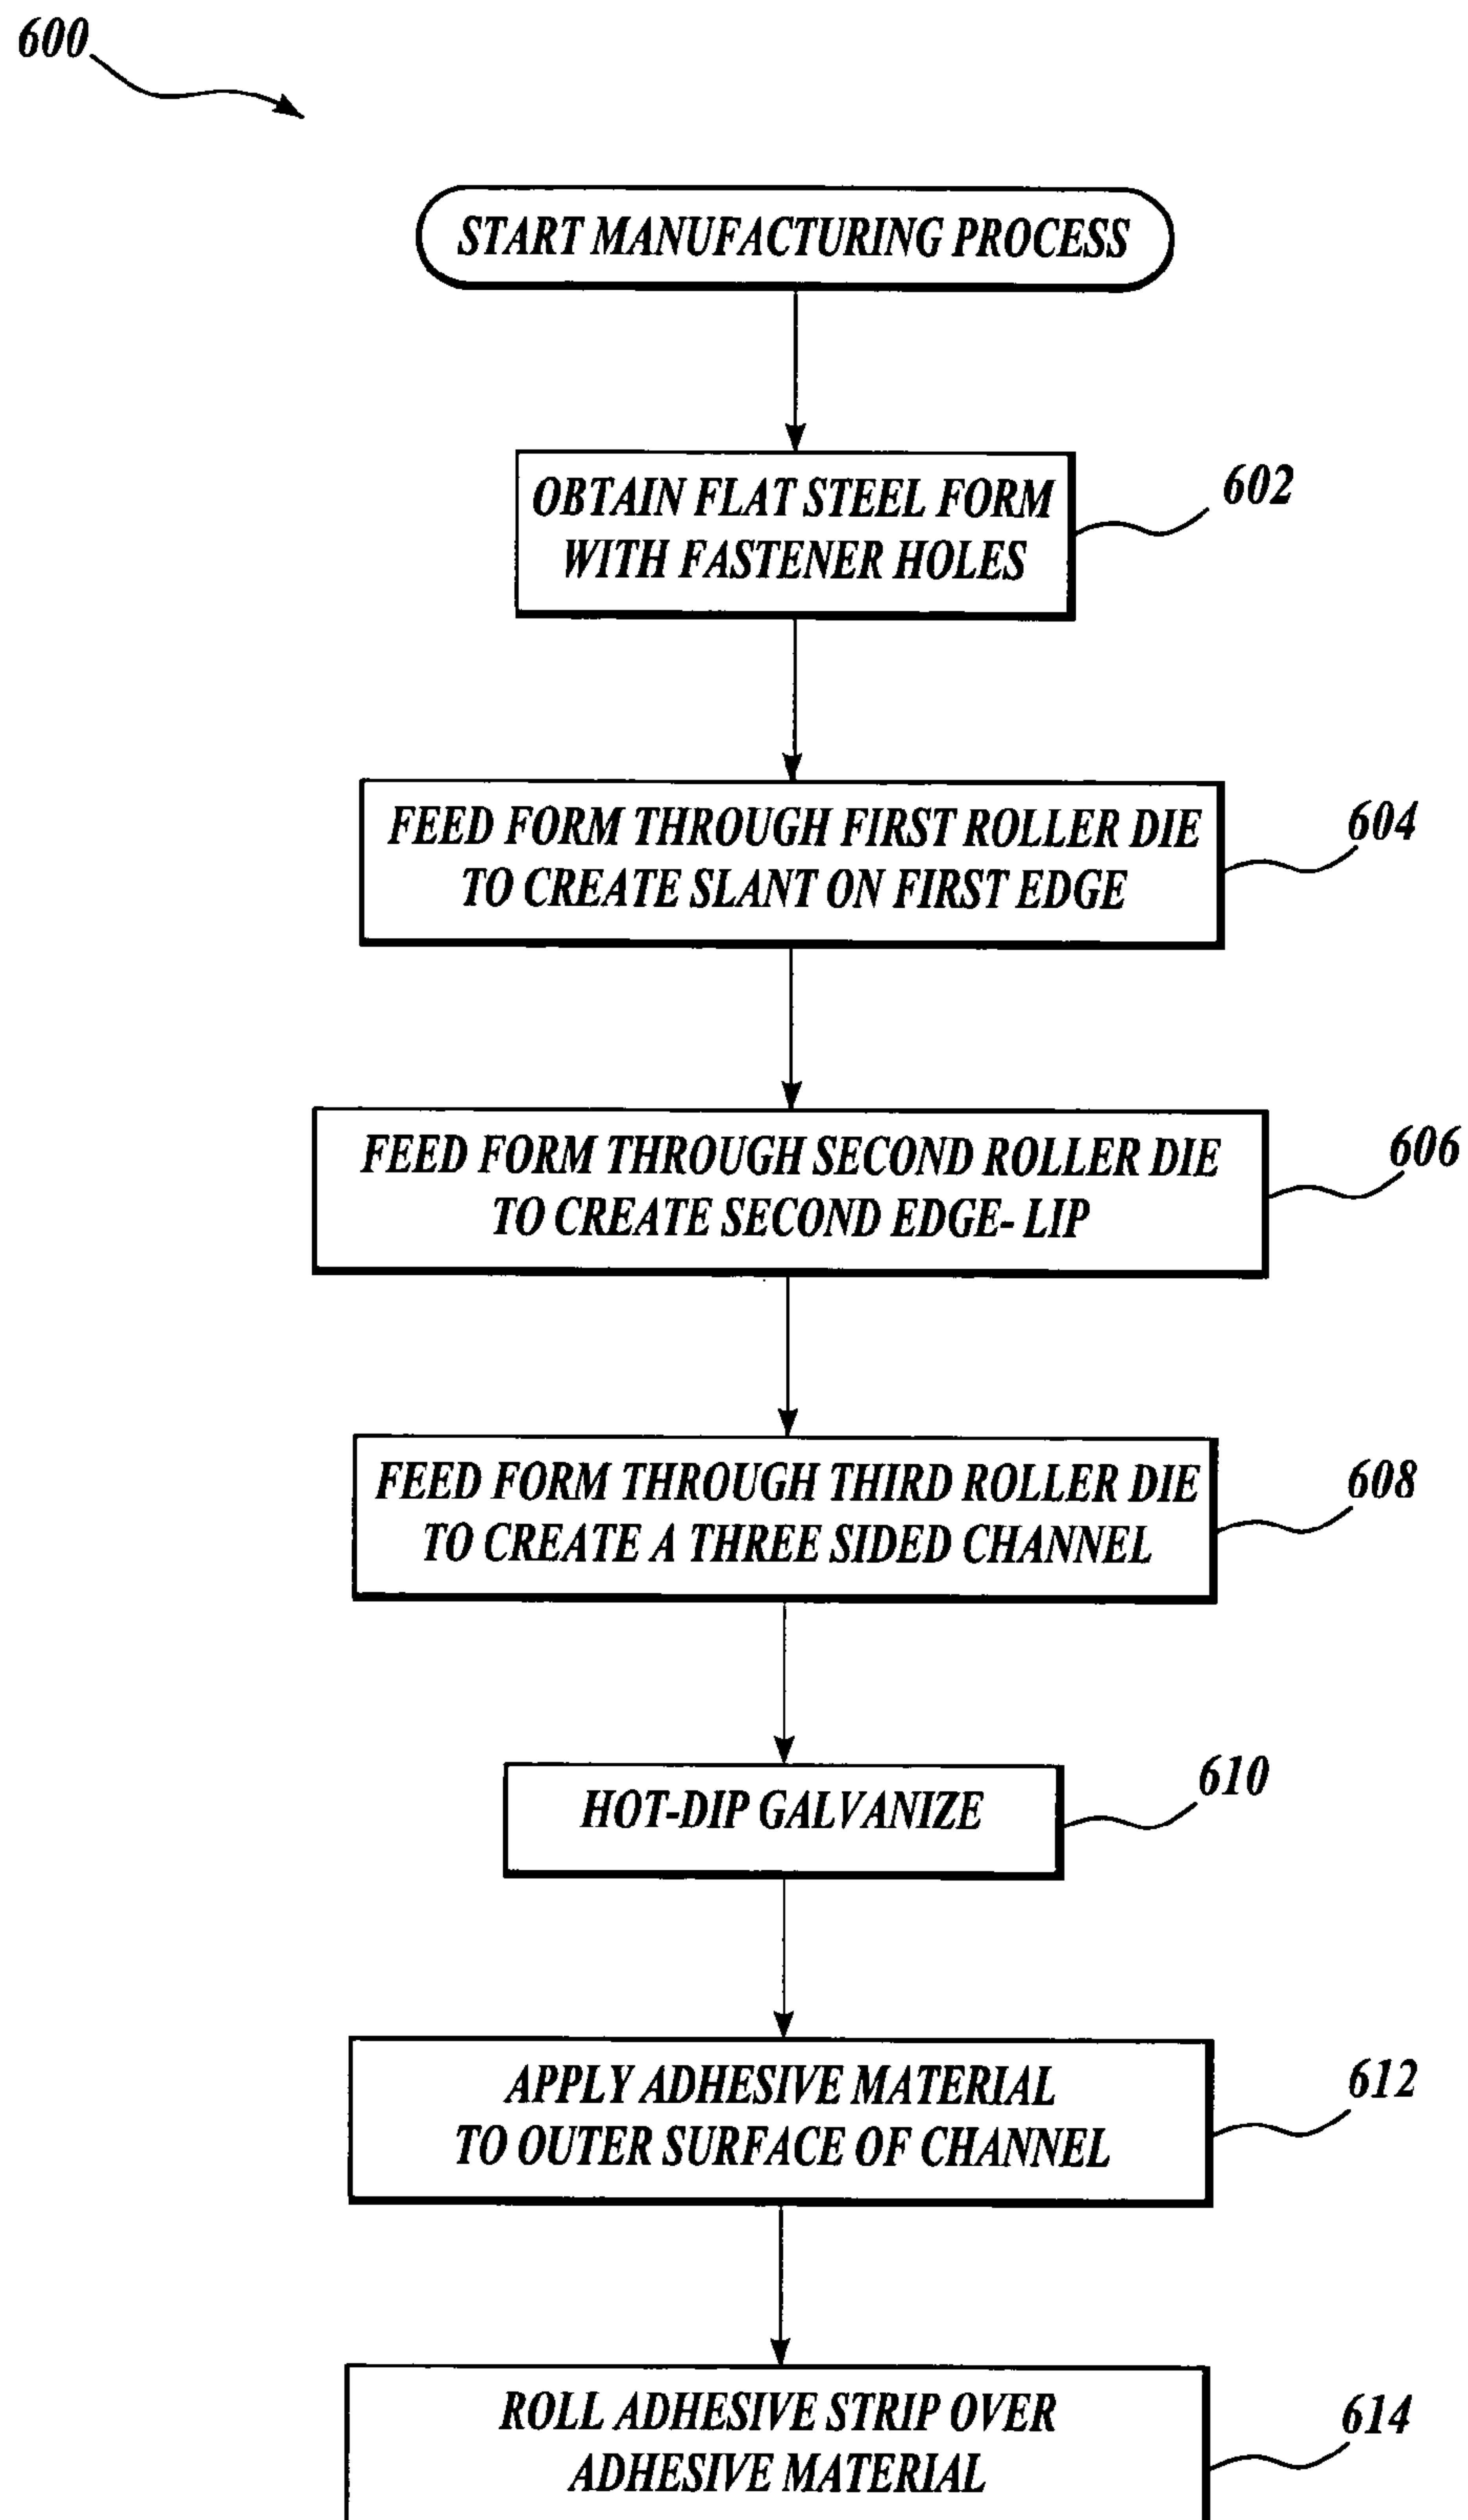 600
START MANUFACTURING PROCESS
OBTAIN FLAT STEEL FORM
WITH FASTENER HOLES
602
FEED FORM THROUGH FIRST ROLLER DIE
TO CREATE SLANT ON FIRST EDGE
604
FEED FORM THROUGH SECOND ROLLER DIE
TO CREATE SECOND EDGE- LIP
606
FEED FORM THROUGH THIRD ROLLER DIE
TO CREATE A THREE SIDED CHANNEL
608
HOT-DIP GALVANIZE
610
APPLY ADHESIVE MATERIAL
TO OUTER SURFACE OF CHANNEL
612
ROLL ADHESIVE STRIP OVER
ADHESIVE MATERIAL
614